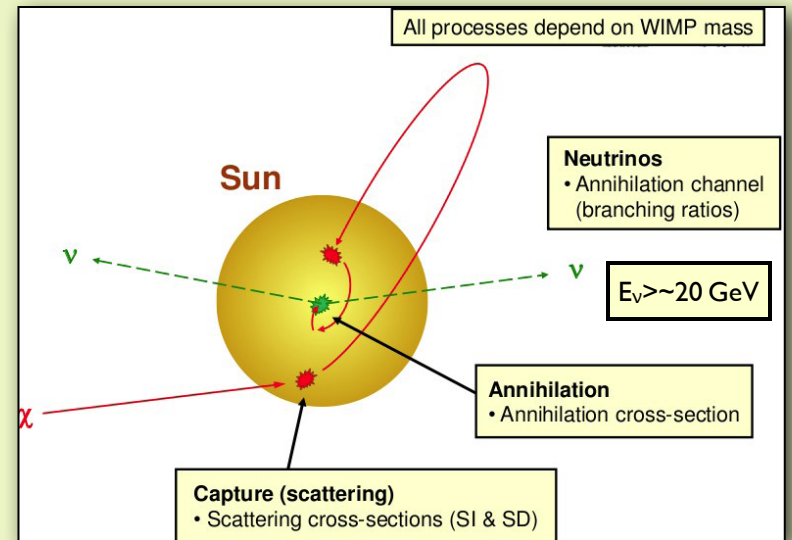 All processes depend on WIMP mass
Neutrinos
• Annihilation channel
(branching ratios)
Sun
ν
ν
Eν>~20 GeV
Annihilation
• Annihilation cross-section
χ
Capture (scattering)
• Scattering cross-sections (SI & SD)